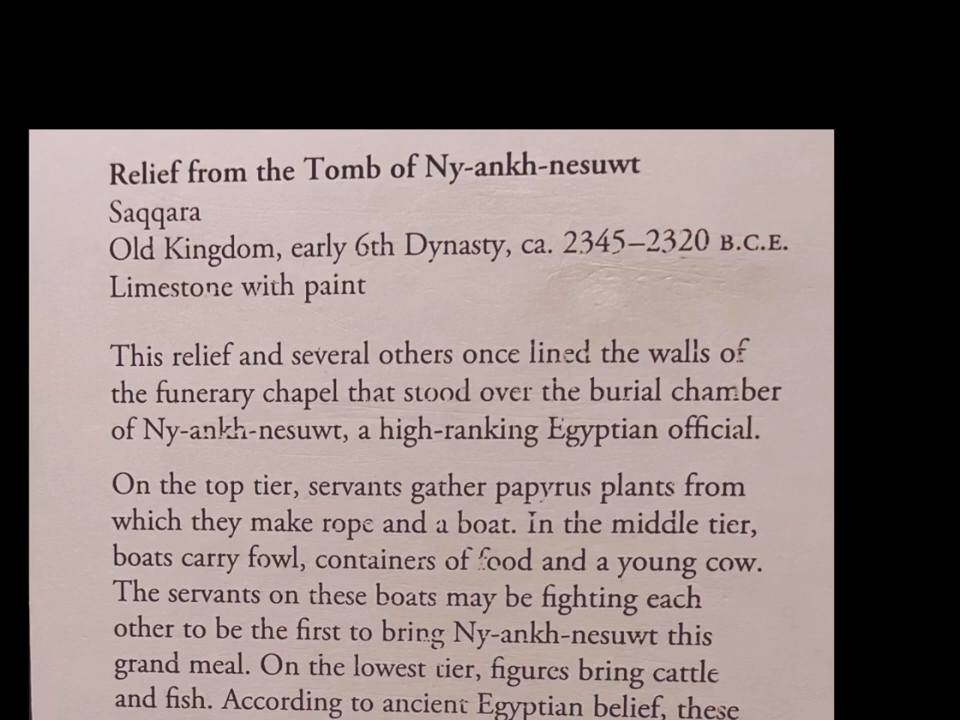 Relief from the Tomb of Ny-ankh-nesuwt
Saqqara
Old Kingdom, early 6th Dynasty, ca. 2345–2320 B.C.E.
Limestone with paint
This relief and several others once lined the walls of
the funerary chapel that stood over the burial chamber
of Ny-ankh-nesuwt, a high-ranking Egyptian official.
On the top tier, servants gather papyrus plants from
which they make rope and a boat. In the middle tier,
boats carry fowl, containers of food and a young cow.
The servants on these boats may be fighting each
other to be the first to bring Ny-ankh-nesuwt this
grand meal. On the lowest tier, figures bring cattle
and fish. According to ancient Egyptian belief, these